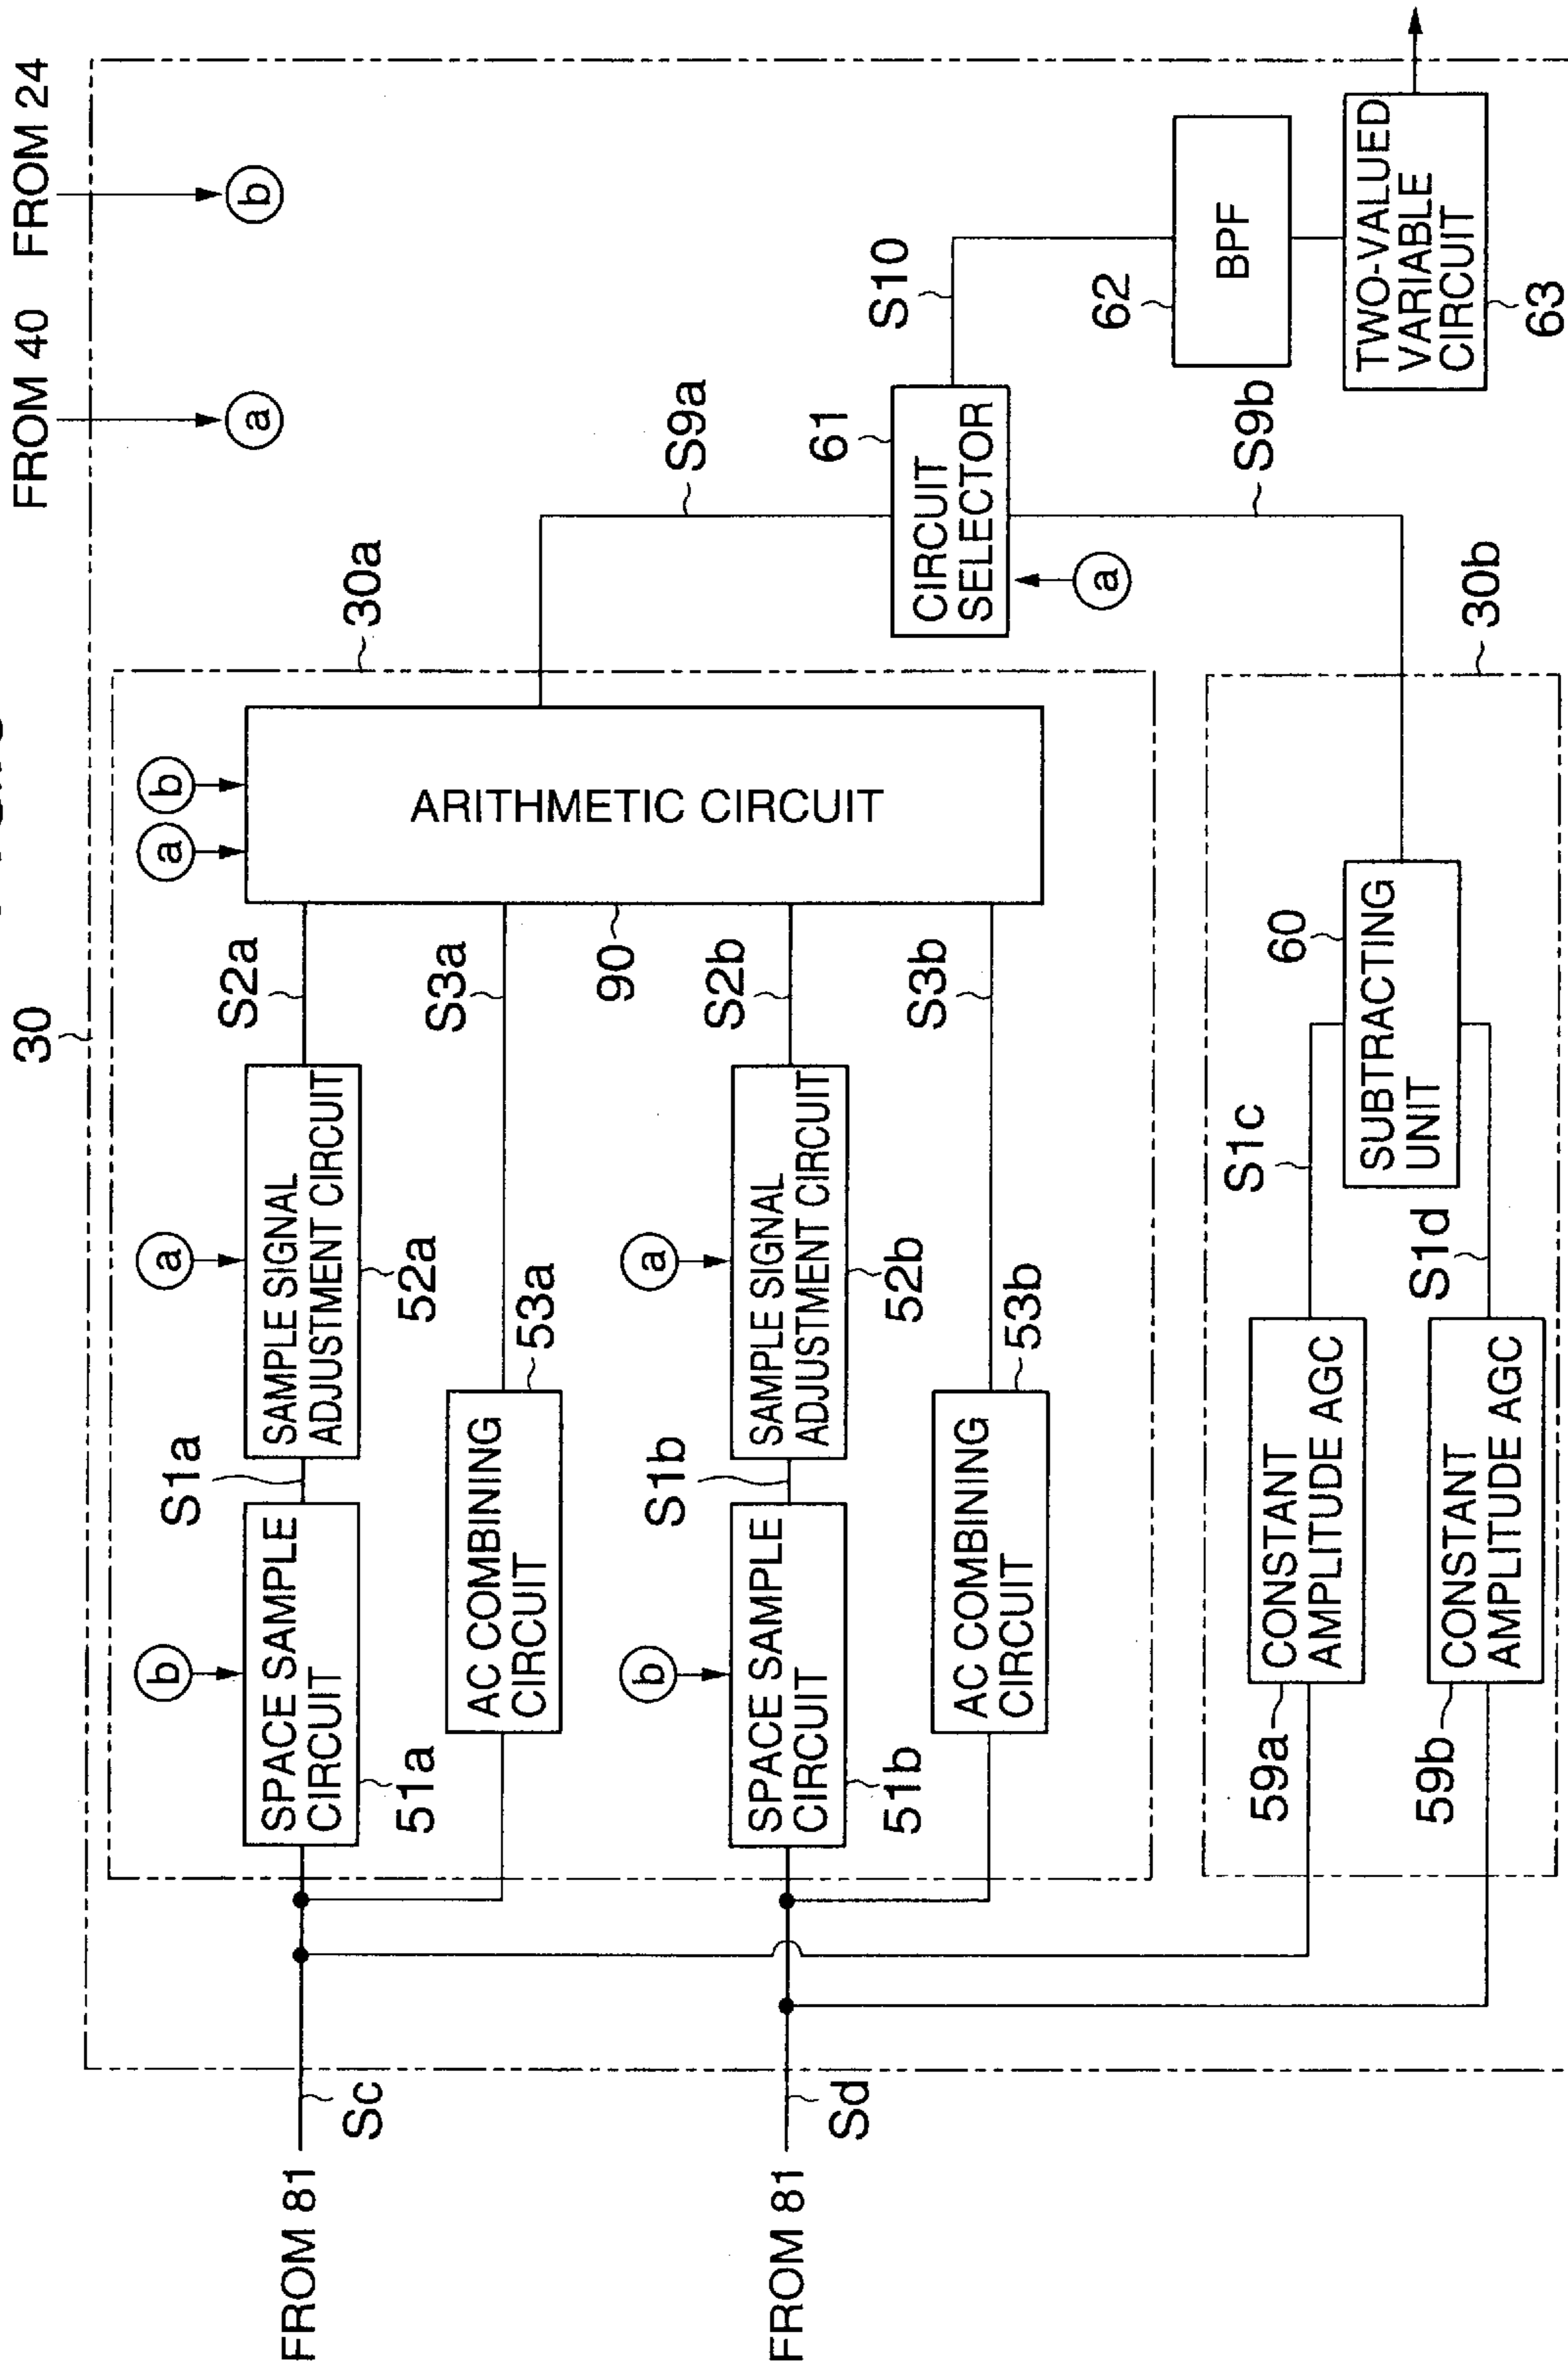 FROM 40
FROM 24
a
b
30
30a
a
b
ARITHMETIC CIRCUIT
90
S2a
S3a
S2b
S3b
a
SAMPLE SIGNAL
ADJUSTMENT CIRCUIT
52a
S1a
b
SPACE SAMPLE
CIRCUIT
51a
AC COMBINING
CIRCUIT
53a
a
SAMPLE SIGNAL
ADJUSTMENT CIRCUIT
52b
S1b
b
SPACE SAMPLE
CIRCUIT
51b
AC COMBINING
CIRCUIT
53b
FROM 81
Sc
FROM 81
Sd
30b
59a
CONSTANT
AMPLITUDE AGC
59b
CONSTANT
AMPLITUDE AGC
S1c
S1d
60
SUBTRACTING
UNIT
S9a
61
CIRCUIT
SELECTOR
a
S9b
S10
62
BPF
TWO-VALUED
VARIABLE
CIRCUIT
63